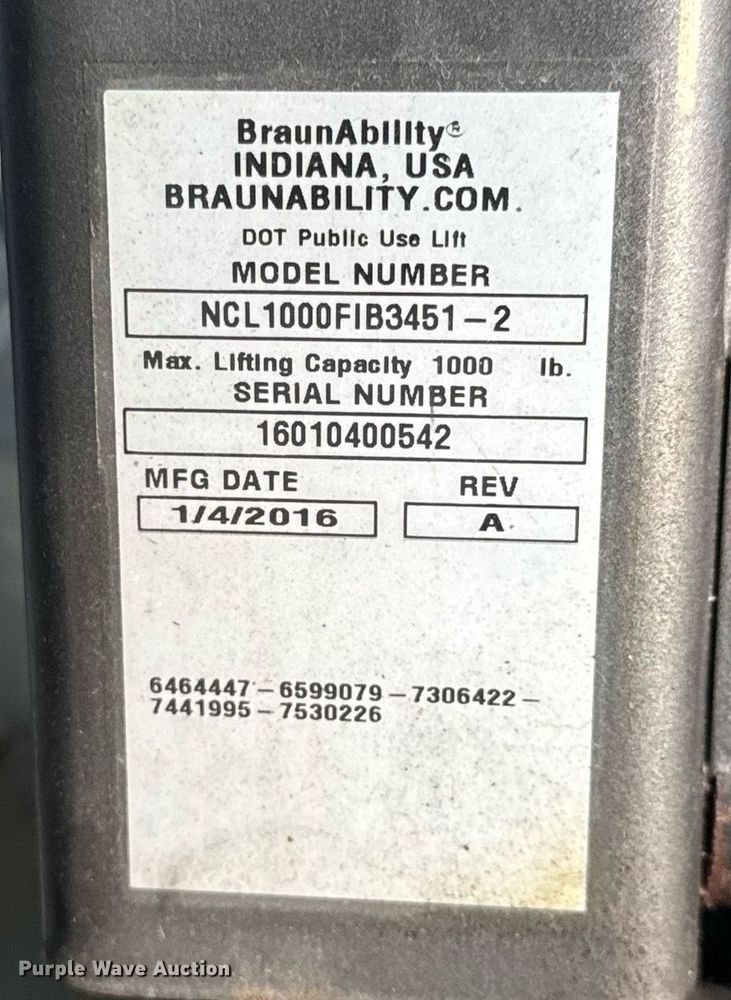 BraunAbility®
INDIANA, USA
BRAUNABILITY.COM.
DOT Public Use Lift
MODEL NUMBER
NCL1000FIB3451-2
Max. Lifting Capacity 1000 lb.
SERIAL NUMBER
16010400542
MFG DATE REV
1/4/2016 A
6464447-6599079-7306422-
7441995-7530226
Purple Wave Auction